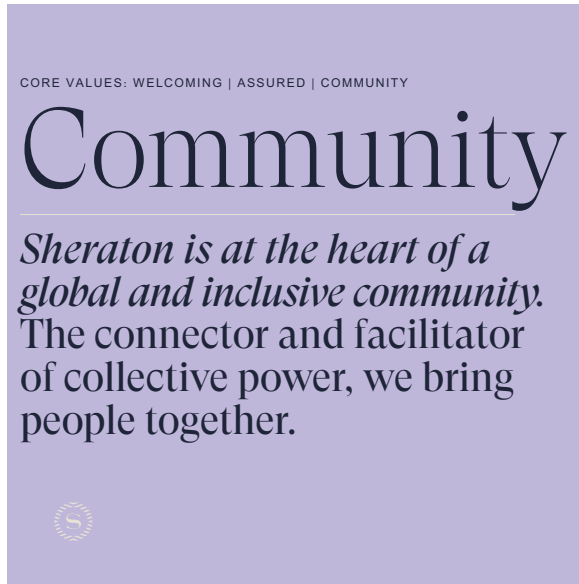 CORE VALUES: WELCOMING | ASSURED | COMMUNITY
Community
Sheraton is at the heart of a
global and inclusive community.
The connector and facilitator
of collective power, we bring
people together.
S